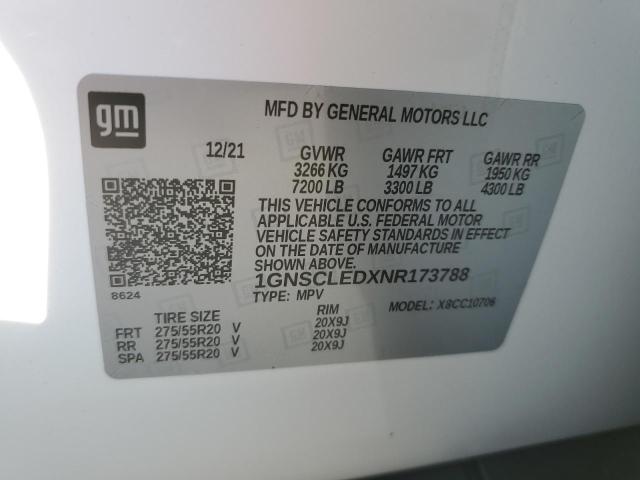 gm
MFD BY GENERAL MOTORS LLC
12/21 GVWR GAWR FRT GAWR RR
3266 KG 1497 KG 1950 KG
7200 LB 3300 LB 4300 LB
THIS VEHICLE CONFORMS TO ALL
APPLICABLE U.S. FEDERAL MOTOR
VEHICLE SAFETY STANDARDS IN EFFECT
ON THE DATE OF MANUFACTURE
SHOWN ABOVE.
1GNSCLEDXNR173788
8624
TYPE: MPV MODEL: X8CC10706
TIRE SIZE RIM
FRT 275/55R20 V 20X9J
RR 275/55R20 V 20X9J
SPA 275/55R20 V 20X9J